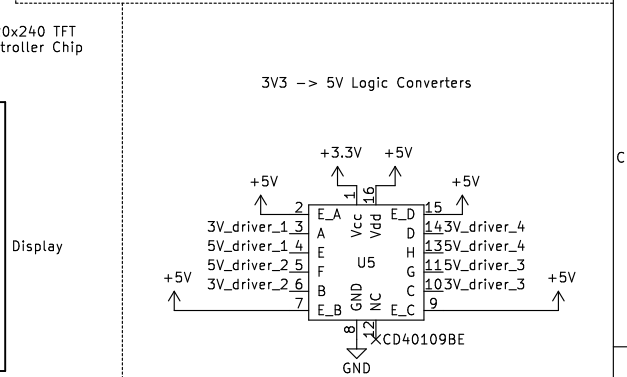 0x240 TFT
troller Chip
3V3 -> 5V Logic Converters
+3.3V
+5V
+5V
+5V
1
16
2
E_A
Vcc
Vdd
E_D
15
3V_driver_1
3
A
D
14
3V_driver_4
5V_driver_1
4
E
H
13
5V_driver_4
5V_driver_2
5
F
U5
G
11
5V_driver_3
3V_driver_2
6
B
C
10
3V_driver_3
+5V
7
E_B
GND
NC
E_C
9
+5V
8
12
CD40109BE
GND
Display
C